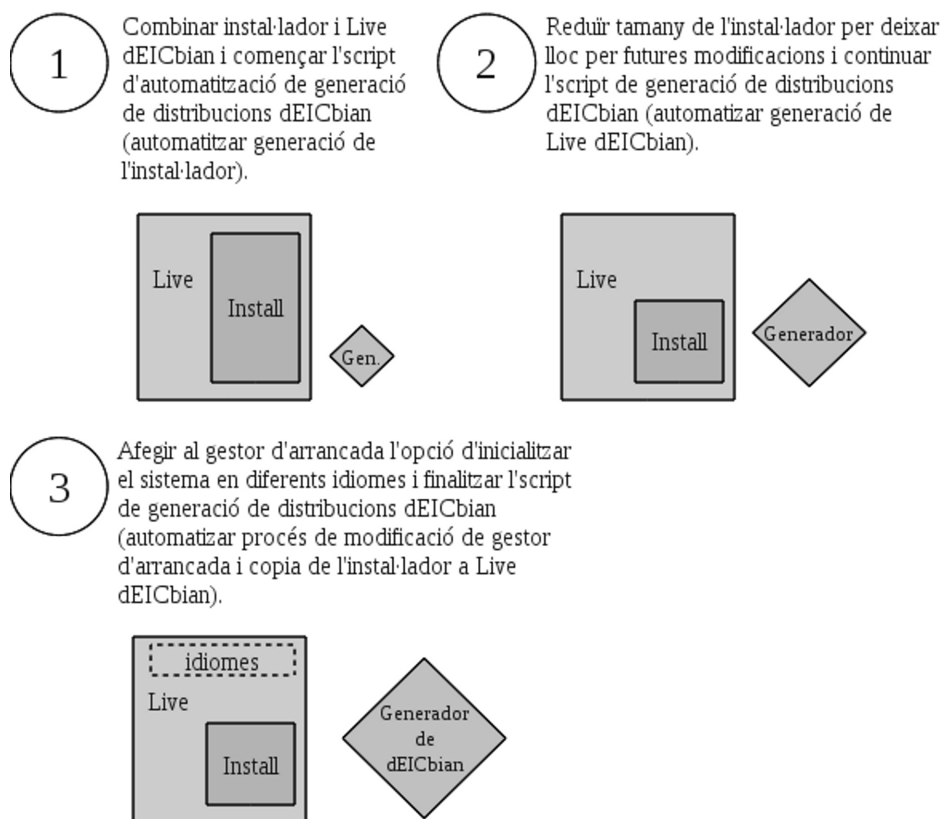 1
Combinar instal·lador i Live
dEICbian i començar l'script
d'automatització de generació
de distribucions dEICbian
(automatitzar generació de
l'instal·lador).
Live
Install
Gen.
2
Reduïr tamany de l'instal·lador per deixar
lloc per futures modificacions i continuar
l'script de generació de distribucions
dEICbian (automatizar generació de
Live dEICbian).
Live
Install
Generador
3
Afegir al gestor d'arrancada l'opció d'inicialitzar
el sistema en diferents idiomes i finalitzar l'script
de generació de distribucions dEICbian
(automatizar procés de modificació de gestor
d'arrancada i copia de l'instal·lador a Live
dEICbian).
idiomes
Live
Install
Generador
de
dEICbian